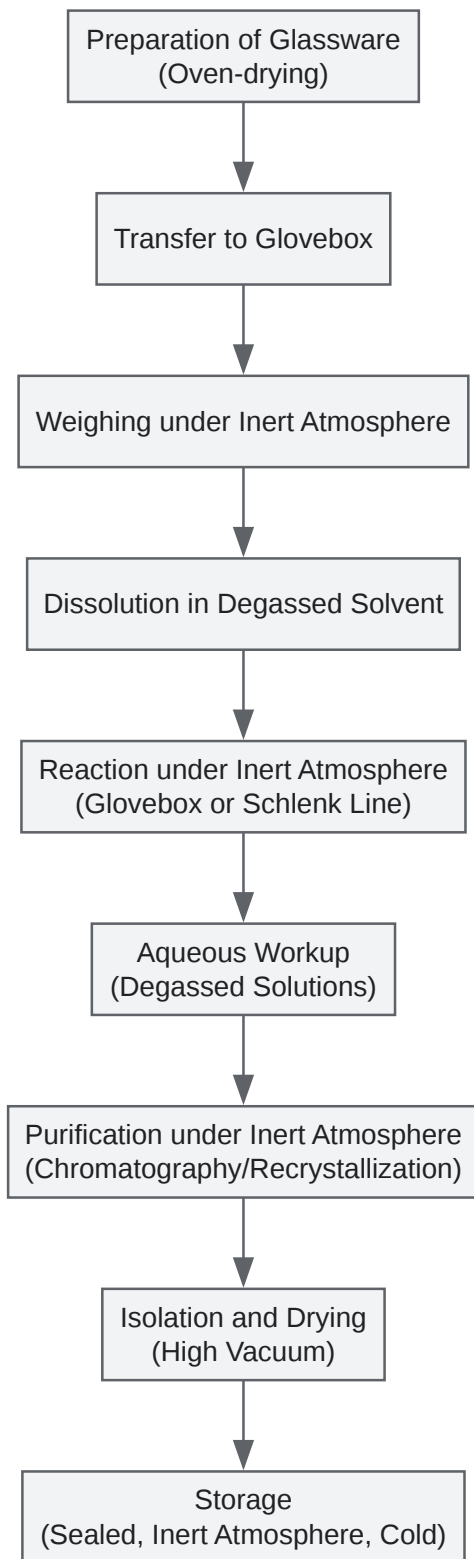 Preparation of Glassware
(Oven-drying)
Transfer to Glovebox
Weighing under Inert Atmosphere
Dissolution in Degassed Solvent
Reaction under Inert Atmosphere
(Glovebox or Schlenk Line)
Aqueous Workup
(Degassed Solutions)
Purification under Inert Atmosphere
(Chromatography/Recrystallization)
Isolation and Drying
(High Vacuum)
Storage
(Sealed, Inert Atmosphere, Cold)